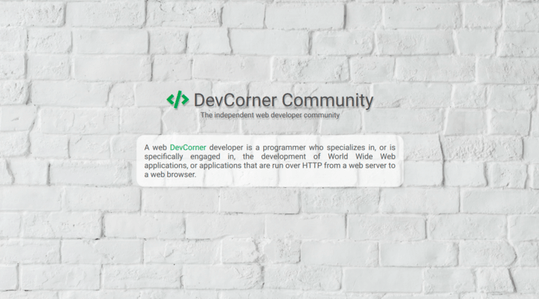 </> DevCorner Community
The independent web developer community
A web DevCorner developer is a programmer who specializes in, or is
specifically engaged in, the development of World Wide Web
applications, or applications that are run over HTTP from a web server to
a web browser.